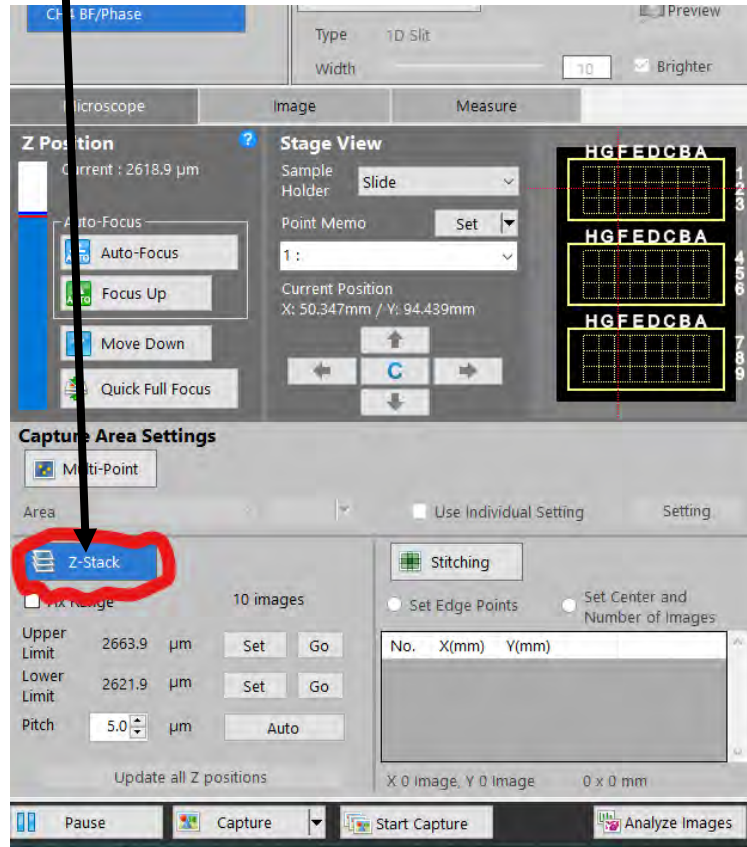 CH4 BF/Phase
Preview
Type 1D Slit
Width 10 Brighter
Microscope Image Measure
Z Position ?
Current : 2618.9 µm
Auto-Focus
Auto-Focus
Focus Up
Move Down
Quick Full Focus
Stage View
Sample
Holder Slide
Point Memo Set
1 :
Current Position
X: 50.347mm / Y: 94.439mm
C
HGFEDCBA
1
2
3
HGFEDCBA
4
5
6
HGFEDCBA
7
8
9
Capture Area Settings
Multi-Point
Area Use Individual Setting Setting
Z-Stack
Fix Range 10 images
Upper
Limit 2663.9 µm Set Go
Lower
Limit 2621.9 µm Set Go
Pitch 5.0 µm Auto
Update all Z positions
Stitching
Set Edge Points
Set Center and
Number of Images
No. X(mm) Y(mm)
X 0 image, Y 0 image 0 x 0 mm
Pause Capture Start Capture Analyze Images